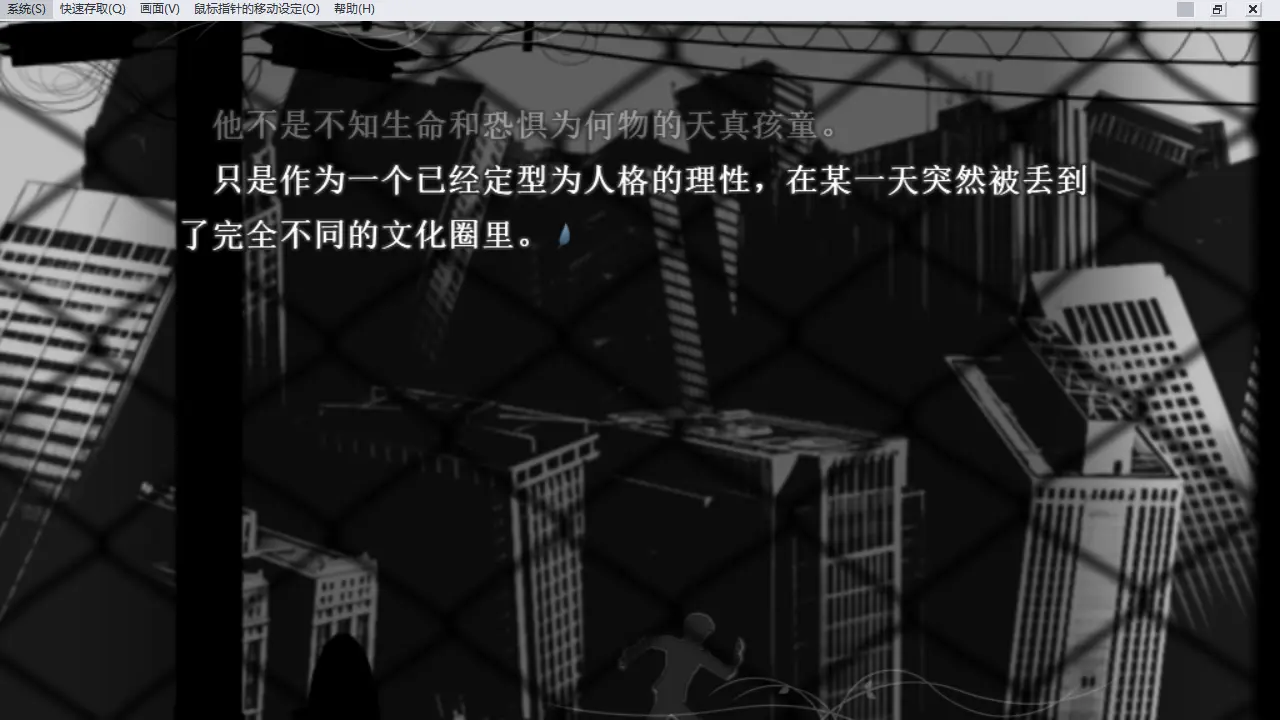 系统(S) 快速存取(Q) 画面(V) 鼠标指针的移动设定(O) 帮助(H)
他不是不知生命和恐惧为何物的天真孩童。
只是作为一个已经定型为人格的理性，在某一天突然被丢到
了完全不同的文化圈里。